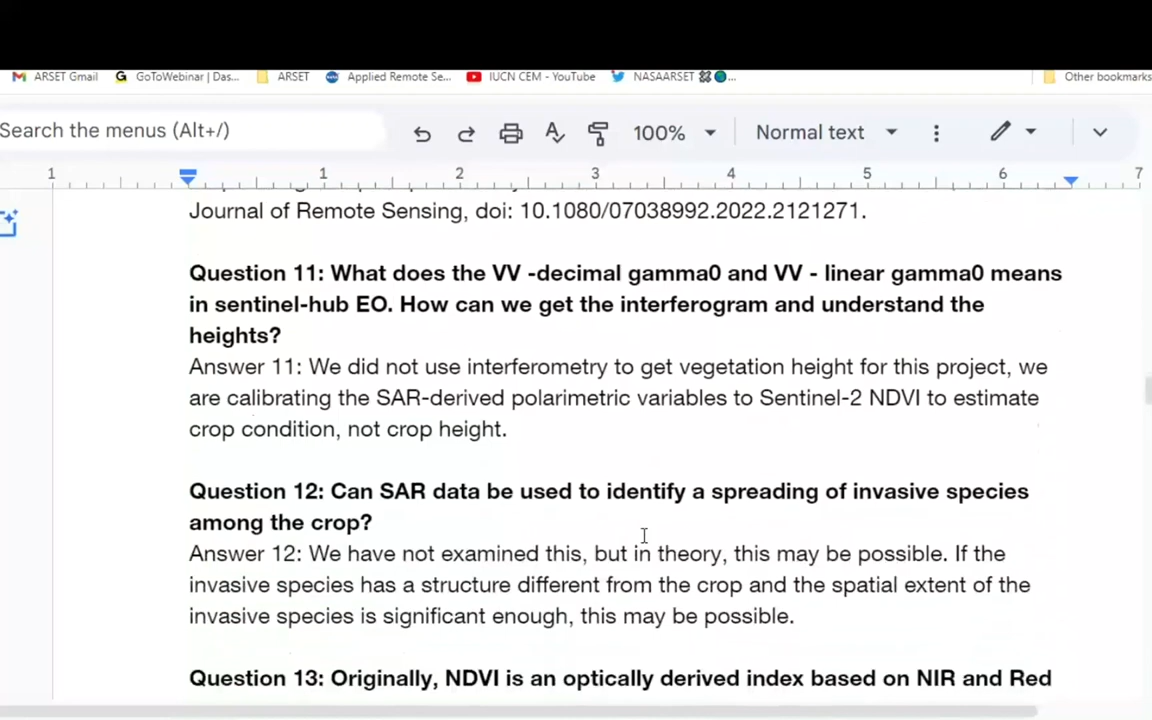 ARSET Gmail GoToWebinar | Das... ARSET Applied Remote Se... IUCN CEM - YouTube NASAARSET ... Other bookmarks
Search the menus (Alt+/) 100% Normal text
1 1 2 3 4 5 6 7
Journal of Remote Sensing, doi: 10.1080/07038992.2022.2121271.
Question 11: What does the VV -decimal gamma0 and VV - linear gamma0 means
in sentinel-hub EO. How can we get the interferogram and understand the
heights?
Answer 11: We did not use interferometry to get vegetation height for this project, we
are calibrating the SAR-derived polarimetric variables to Sentinel-2 NDVI to estimate
crop condition, not crop height.
Question 12: Can SAR data be used to identify a spreading of invasive species
among the crop?
Answer 12: We have not examined this, but in theory, this may be possible. If the
invasive species has a structure different from the crop and the spatial extent of the
invasive species is significant enough, this may be possible.
Question 13: Originally, NDVI is an optically derived index based on NIR and Red